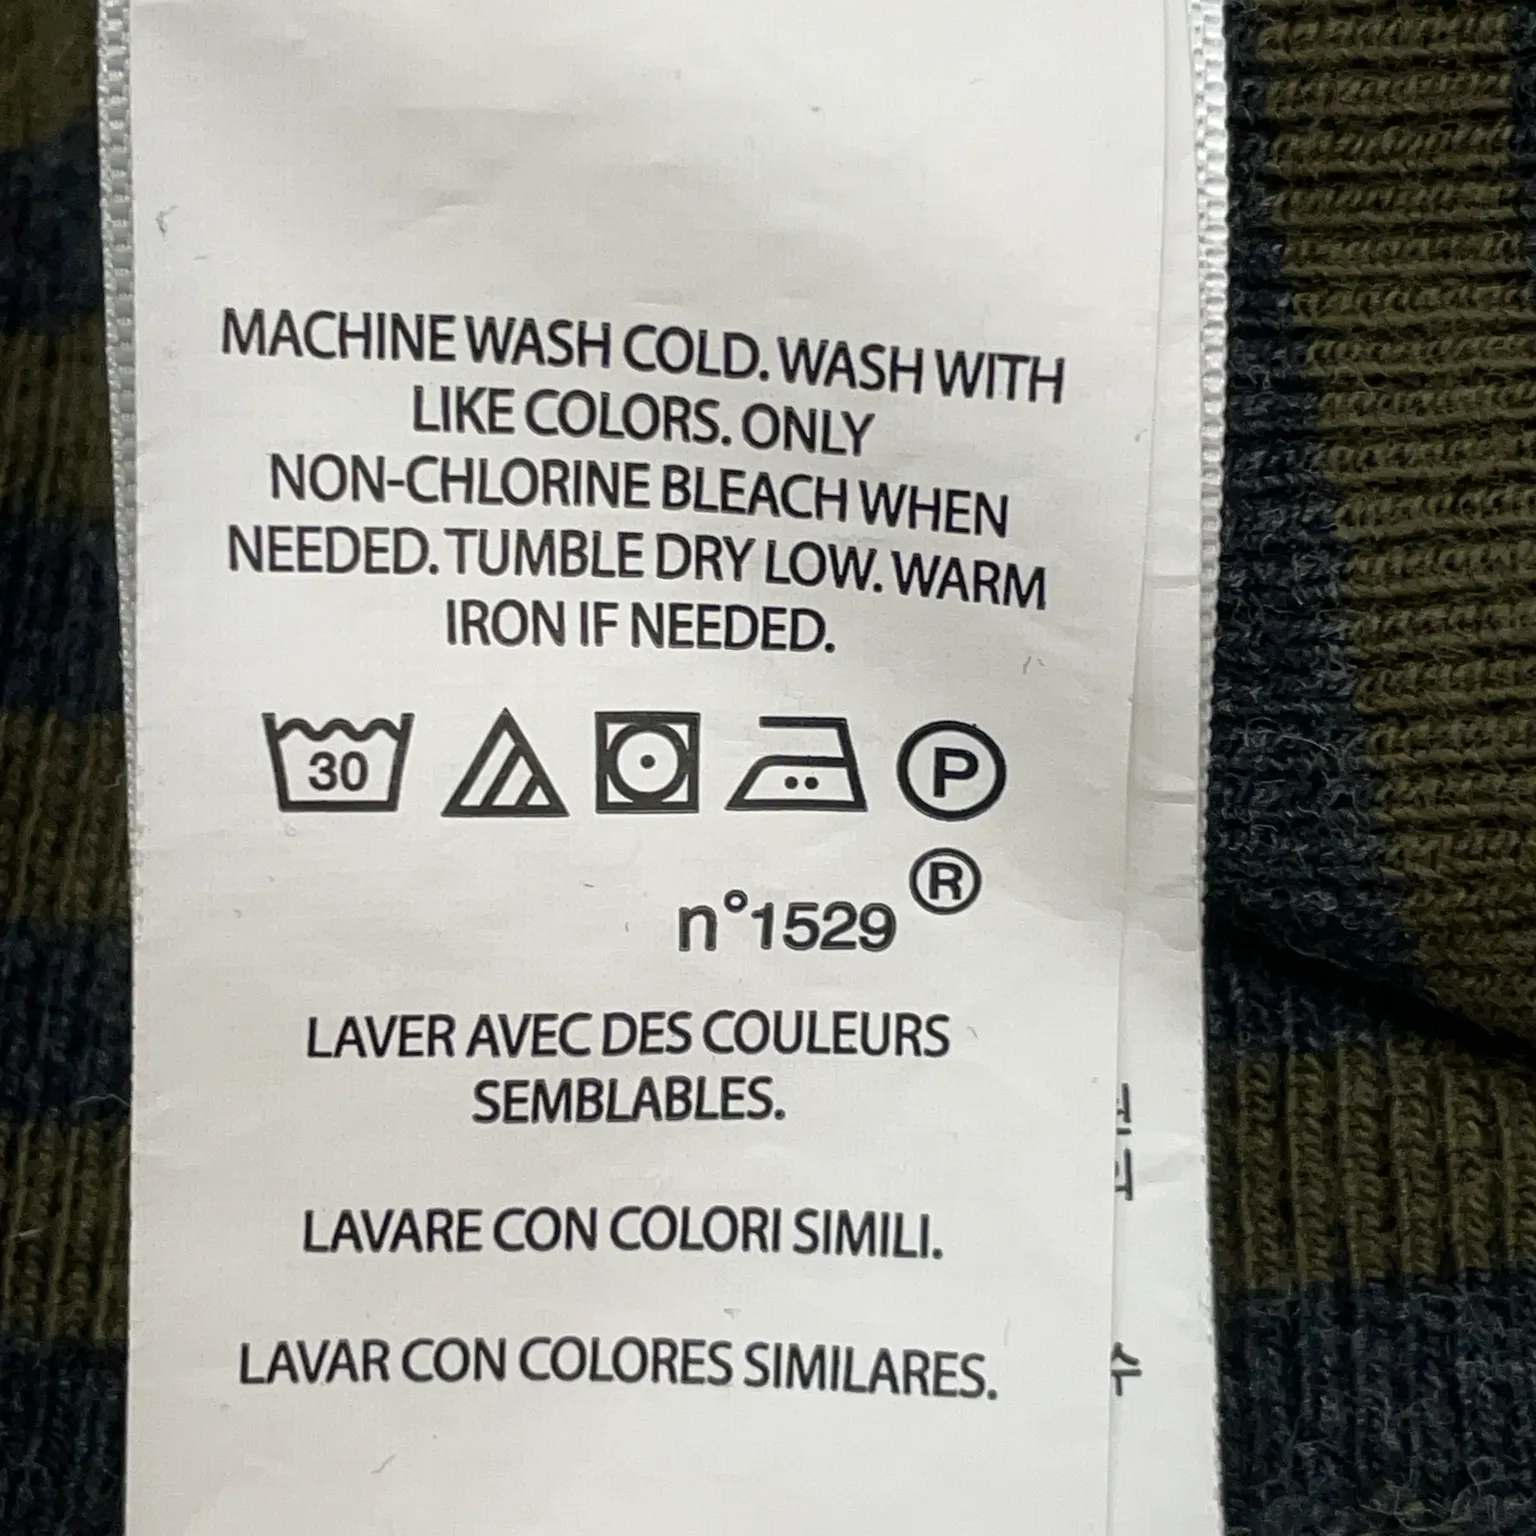 MACHINE WASH COLD. WASH WITH
LIKE COLORS. ONLY
NON-CHLORINE BLEACH WHEN
NEEDED. TUMBLE DRY LOW. WARM
IRON IF NEEDED.
30 P
n°1529 ®
LAVER AVEC DES COULEURS
SEMBLABLES.
LAVARE CON COLORI SIMILI.
LAVAR CON COLORES SIMILARES.